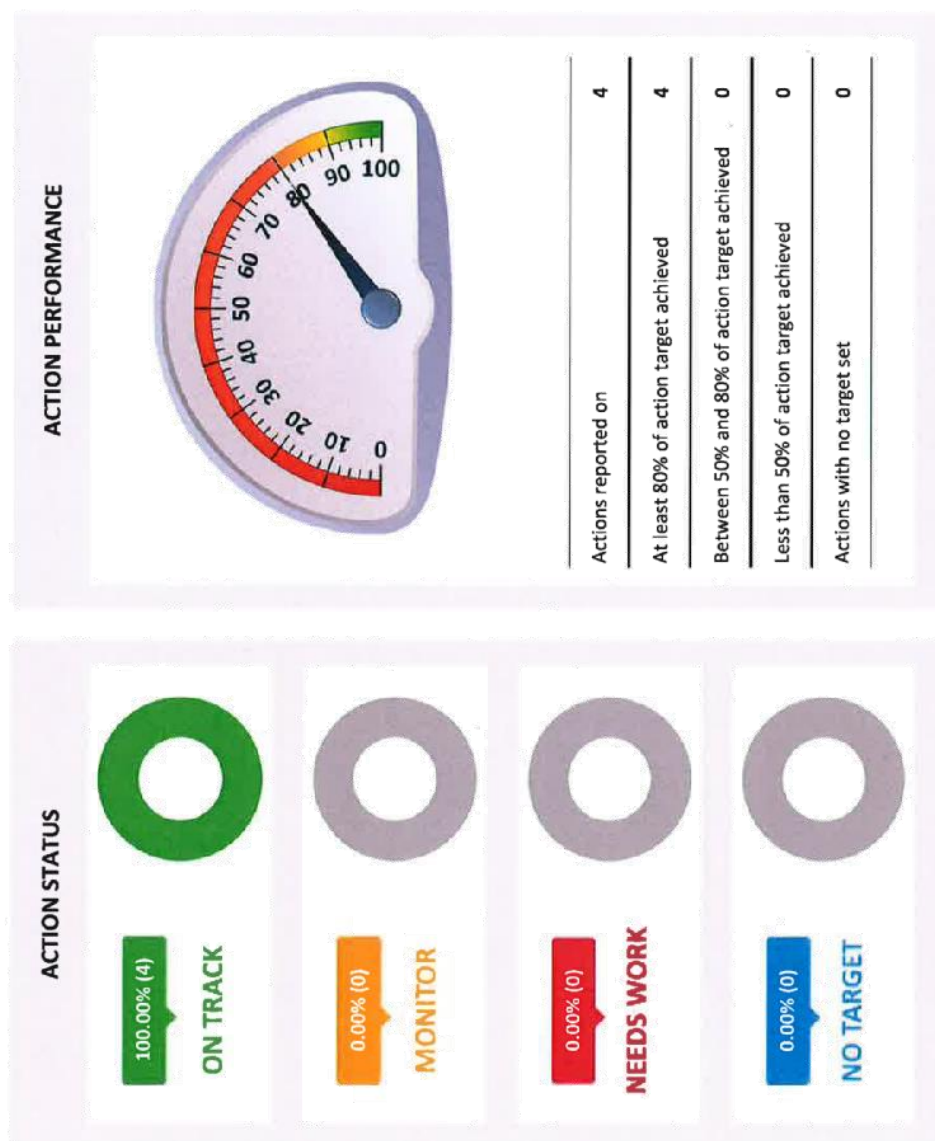 ACTION STATUS
100.00% (4)
ON TRACK
0.00% (0)
MONITOR
0.00% (0)
NEEDS WORK
0.00% (0)
NO TARGET
ACTION PERFORMANCE
0
10
20
30
40
50
60
70
80
90
100
Actions reported on 4
At least 80% of action target achieved 4
Between 50% and 80% of action target achieved 0
Less than 50% of action target achieved 0
Actions with no target set 0